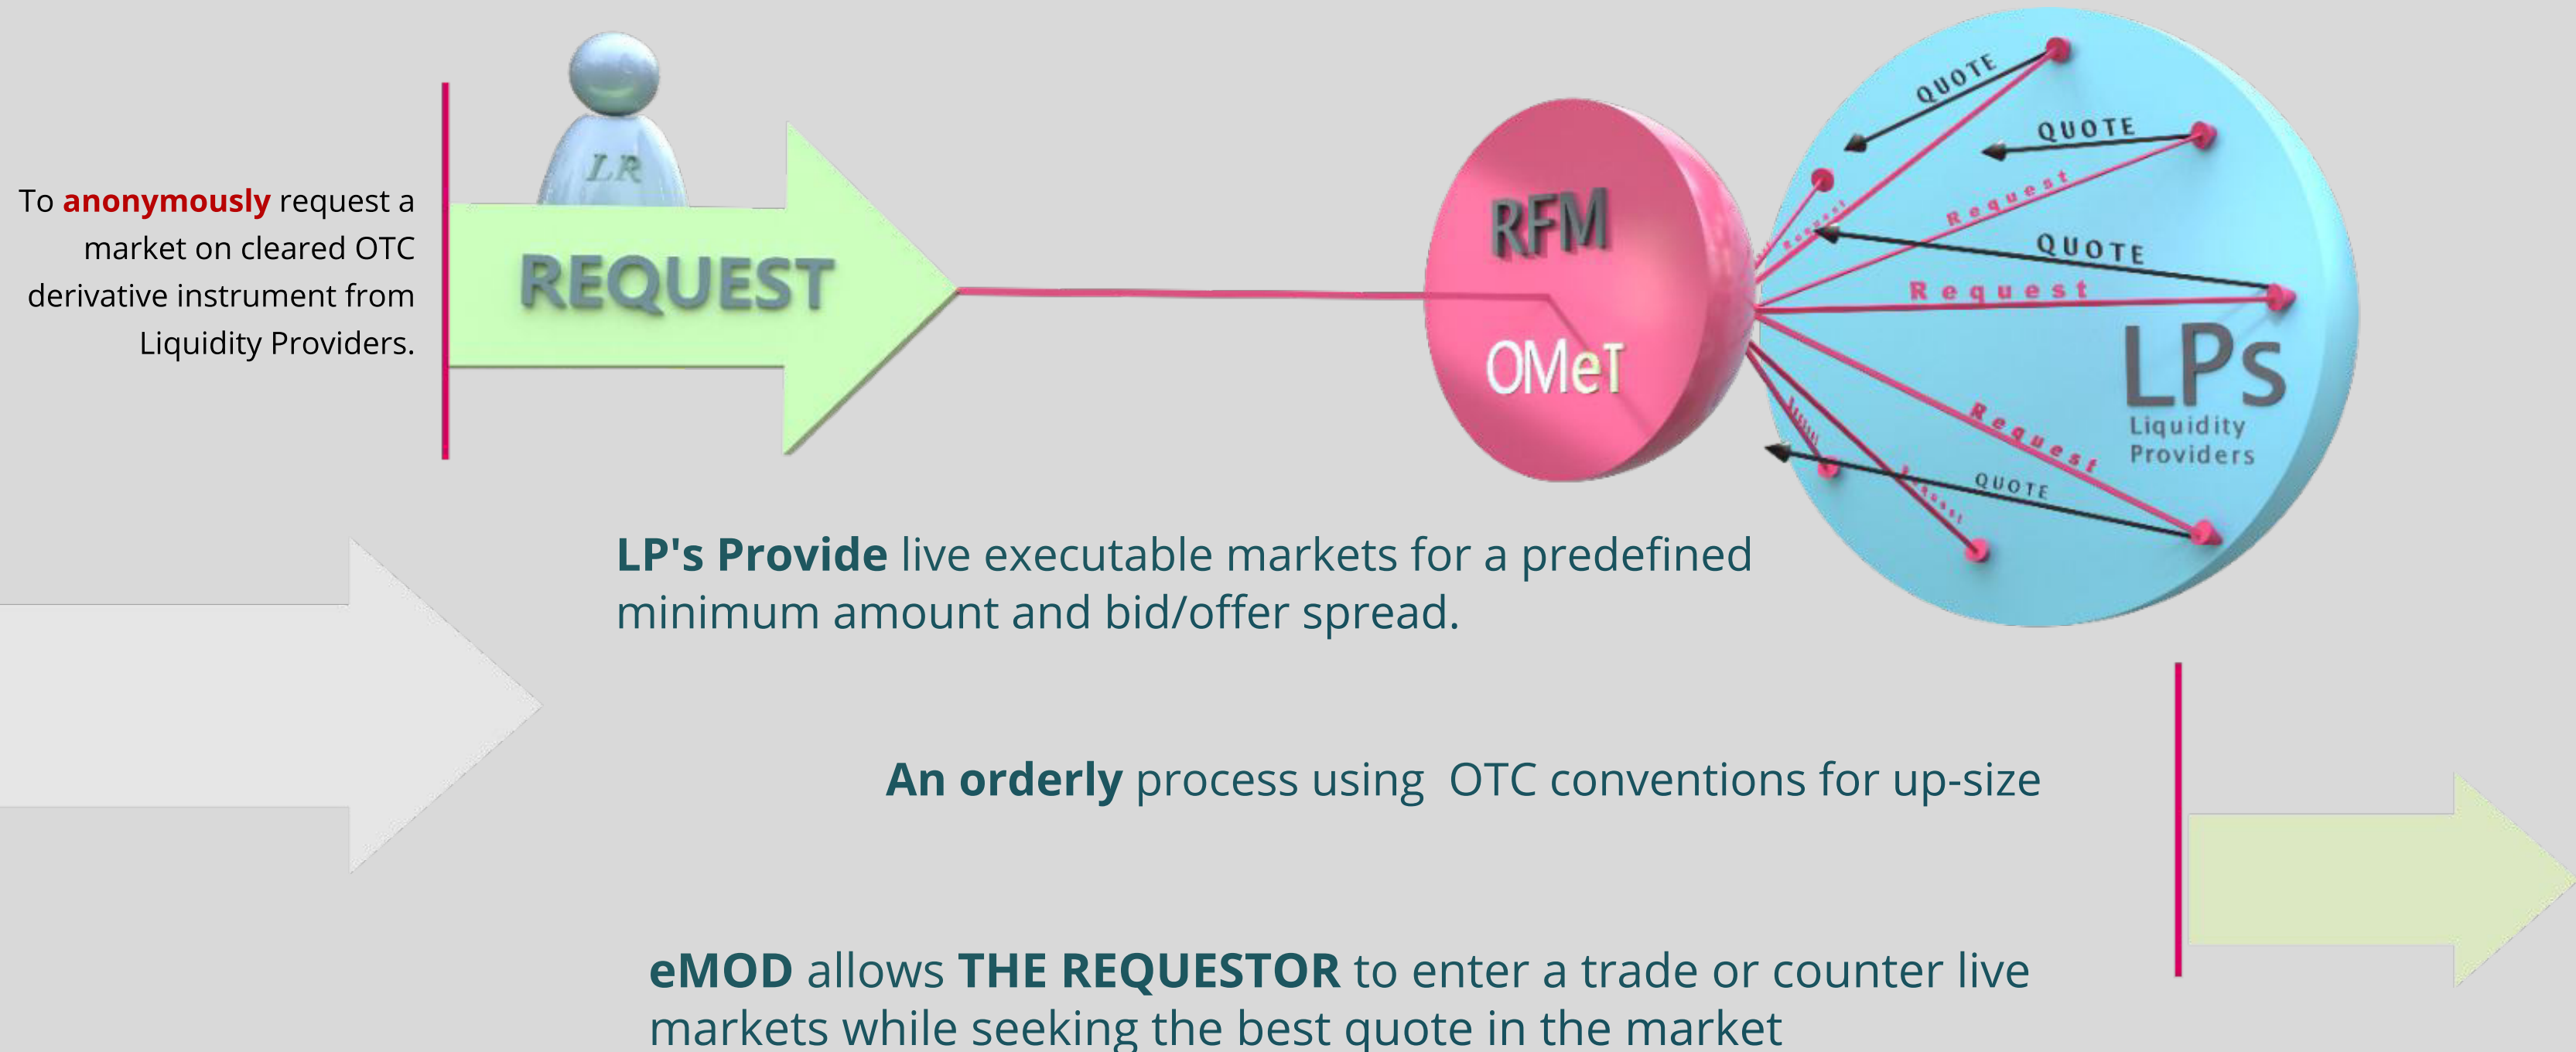 To anonymously request a
market on cleared OTC
derivative instrument from
Liquidity Providers.
LR
REQUEST
RFM
OMeT
QUOTE
QUOTE
Request
Request
QUOTE
Request
LPs
Liquidity
Providers
Request
QUOTE
LP's Provide live executable markets for a predefined
minimum amount and bid/offer spread.
An orderly process using  OTC conventions for up-size
eMOD allows THE REQUESTOR to enter a trade or counter live
markets while seeking the best quote in the market